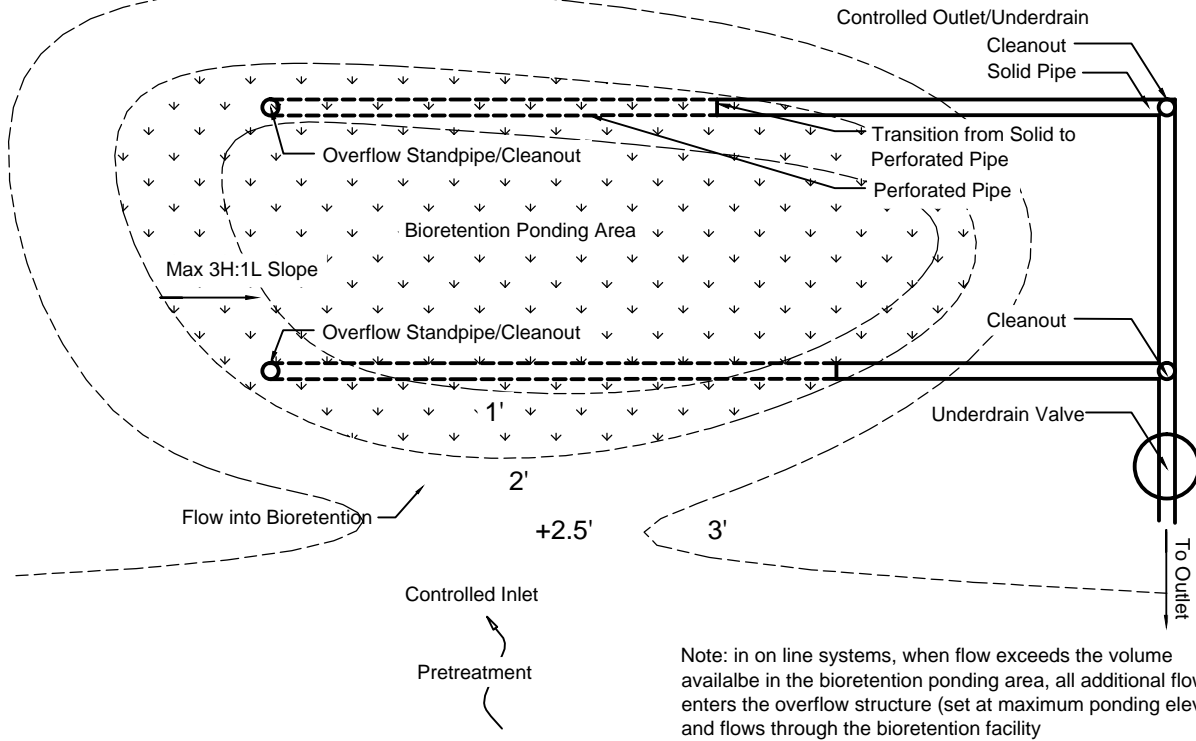 Controlled Outlet/Underdrain
Cleanout
Solid Pipe
Transition from Solid to
Perforated Pipe
Overflow Standpipe/Cleanout
Perforated Pipe
Bioretention Ponding Area
Max 3H:1L Slope
Overflow Standpipe/Cleanout
Cleanout
1'
Underdrain Valve
2'
Flow into Bioretention
+2.5'
3'
To Outlet
Controlled Inlet
Pretreatment
Note: in on line systems, when flow exceeds the volume
availalbe in the bioretention ponding area, all additional flow
enters the overflow structure (set at maximum ponding elev
and flows through the bioretention facility